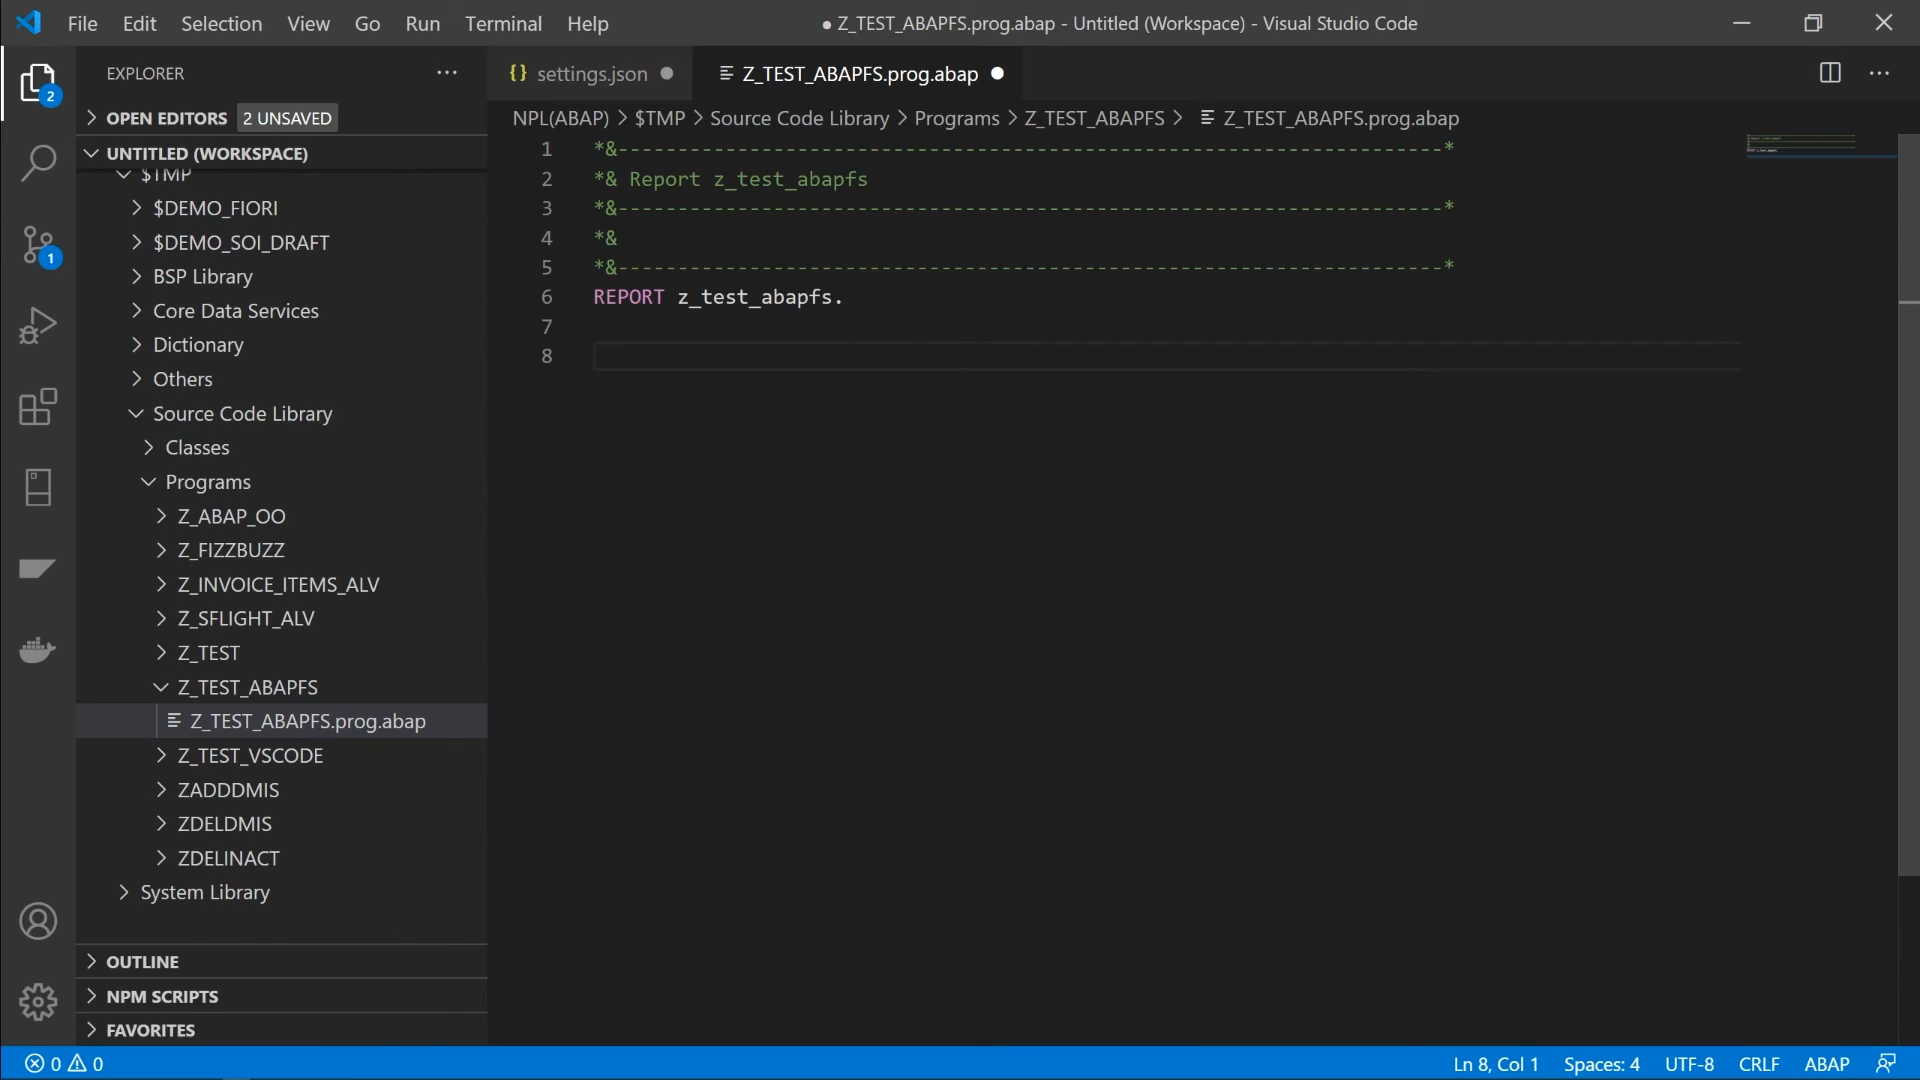 File Edit Selection View Go Run Terminal Help
● Z_TEST_ABAPFS.prog.abap - Untitled (Workspace) - Visual Studio Code
EXPLORER ···
{} settings.json ●
Z_TEST_ABAPFS.prog.abap ●
2
OPEN EDITORS 2 UNSAVED
NPL(ABAP) > $TMP > Source Code Library > Programs > Z_TEST_ABAPFS > Z_TEST_ABAPFS.prog.abap
UNTITLED (WORKSPACE)
$TMP
$DEMO_FIORI
$DEMO_SOI_DRAFT
1
BSP Library
Core Data Services
Dictionary
Others
Source Code Library
Classes
Programs
Z_ABAP_OO
Z_FIZZBUZZ
Z_INVOICE_ITEMS_ALV
Z_SFLIGHT_ALV
Z_TEST
Z_TEST_ABAPFS
Z_TEST_ABAPFS.prog.abap
Z_TEST_VSCODE
ZADDDMIS
ZDELDMIS
ZDELINACT
System Library
OUTLINE
NPM SCRIPTS
FAVORITES
1 *&---------------------------------------------------------------------*
2 *& Report z_test_abapfs
3 *&---------------------------------------------------------------------*
4 *&
5 *&---------------------------------------------------------------------*
6 REPORT z_test_abapfs.
7
8
0 0
Ln 8, Col 1 Spaces: 4 UTF-8 CRLF ABAP